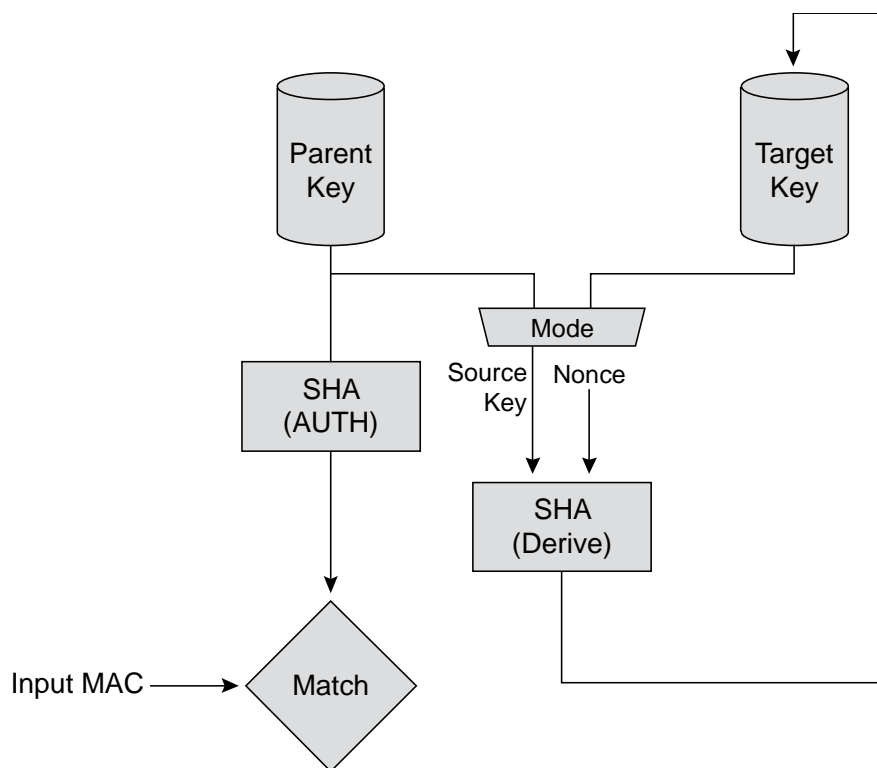 Parent
Key
Target
Key
Mode
Source
Key
Nonce
SHA
(AUTH)
SHA
(Derive)
Input MAC
Match